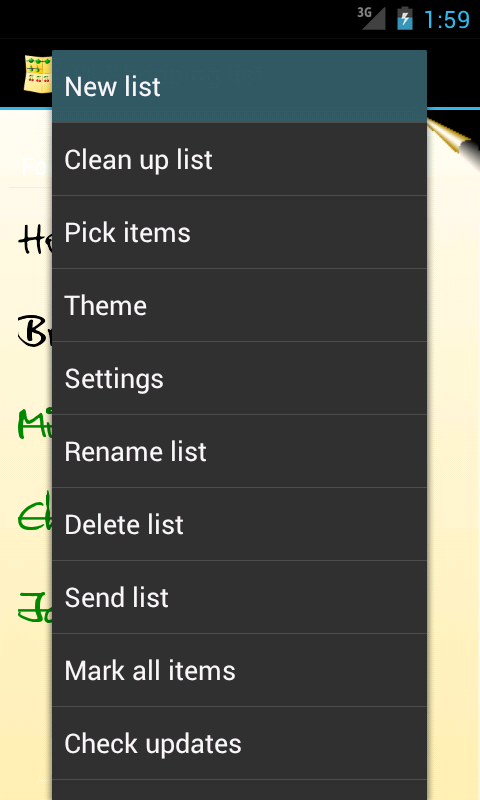 3G 1:59
New list
Clean up list
Pick items
Theme
Settings
Rename list
Delete list
Send list
Mark all items
Check updates